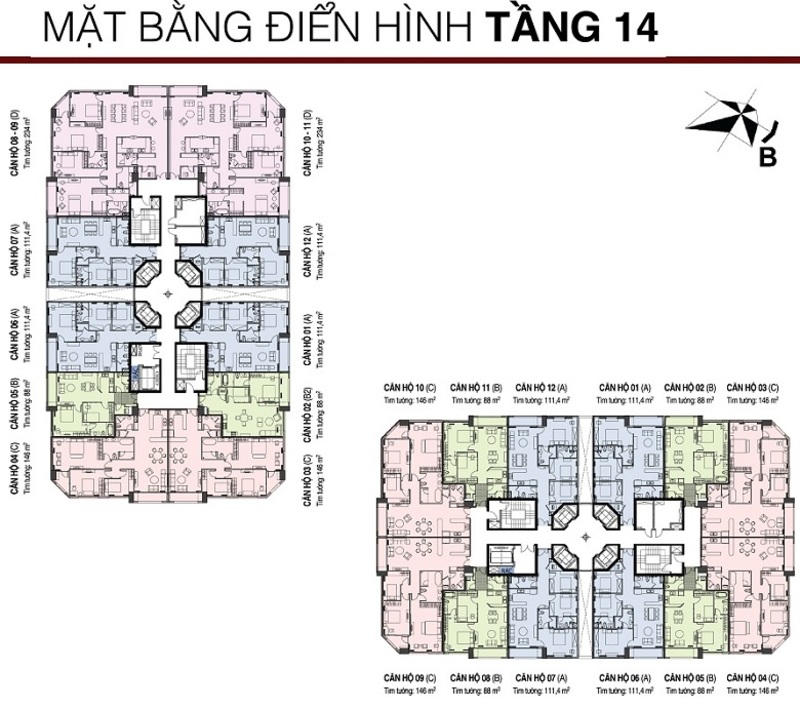 MẶT BẰNG ĐIỂN HÌNH TẦNG 14
B
CĂN HỘ 08 - 09 (D)
Tim tường: 224 m²
CĂN HỘ 10 - 11 (D)
Tim tường: 224 m²
CĂN HỘ 07 (A)
Tim tường: 111,4 m²
CĂN HỘ 12 (A)
Tim tường: 111,4 m²
CĂN HỘ 06 (A)
Tim tường: 111,4 m²
CĂN HỘ 01 (A)
Tim tường: 111,4 m²
CĂN HỘ 05 (B)
Tim tường: 88 m²
CĂN HỘ 02 (B2)
Tim tường: 88 m²
CĂN HỘ 04 (C)
Tim tường: 146 m²
CĂN HỘ 03 (C)
Tim tường: 146 m²
RÁC
CĂN HỘ 10 (C) CĂN HỘ 11 (B) CĂN HỘ 12 (A) CĂN HỘ 01 (A) CĂN HỘ 02 (B) CĂN HỘ 03 (C)
Tim tường: 146 m² Tim tường: 88 m² Tim tường: 111,4 m² Tim tường: 111,4 m² Tim tường: 88 m² Tim tường: 146 m²
RÁC
CĂN HỘ 09 (C) CĂN HỘ 08 (B) CĂN HỘ 07 (A) CĂN HỘ 06 (A) CĂN HỘ 05 (B) CĂN HỘ 04 (C)
Tim tường: 146 m² Tim tường: 88 m² Tim tường: 111,4 m² Tim tường: 111,4 m² Tim tường: 88 m² Tim tường: 146 m²